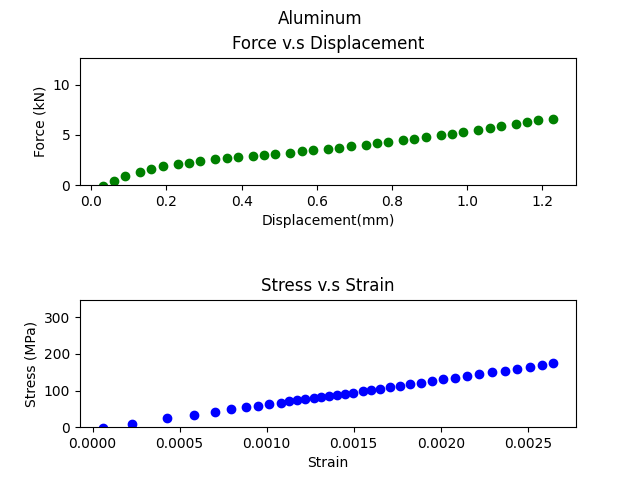 Aluminum
Force v.s Displacement
10
5
0
Force (kN)
0.0 0.2 0.4 0.6 0.8 1.0 1.2
Displacement(mm)
Stress v.s Strain
300
200
100
0
Stress (MPa)
0.0000 0.0005 0.0010 0.0015 0.0020 0.0025
Strain